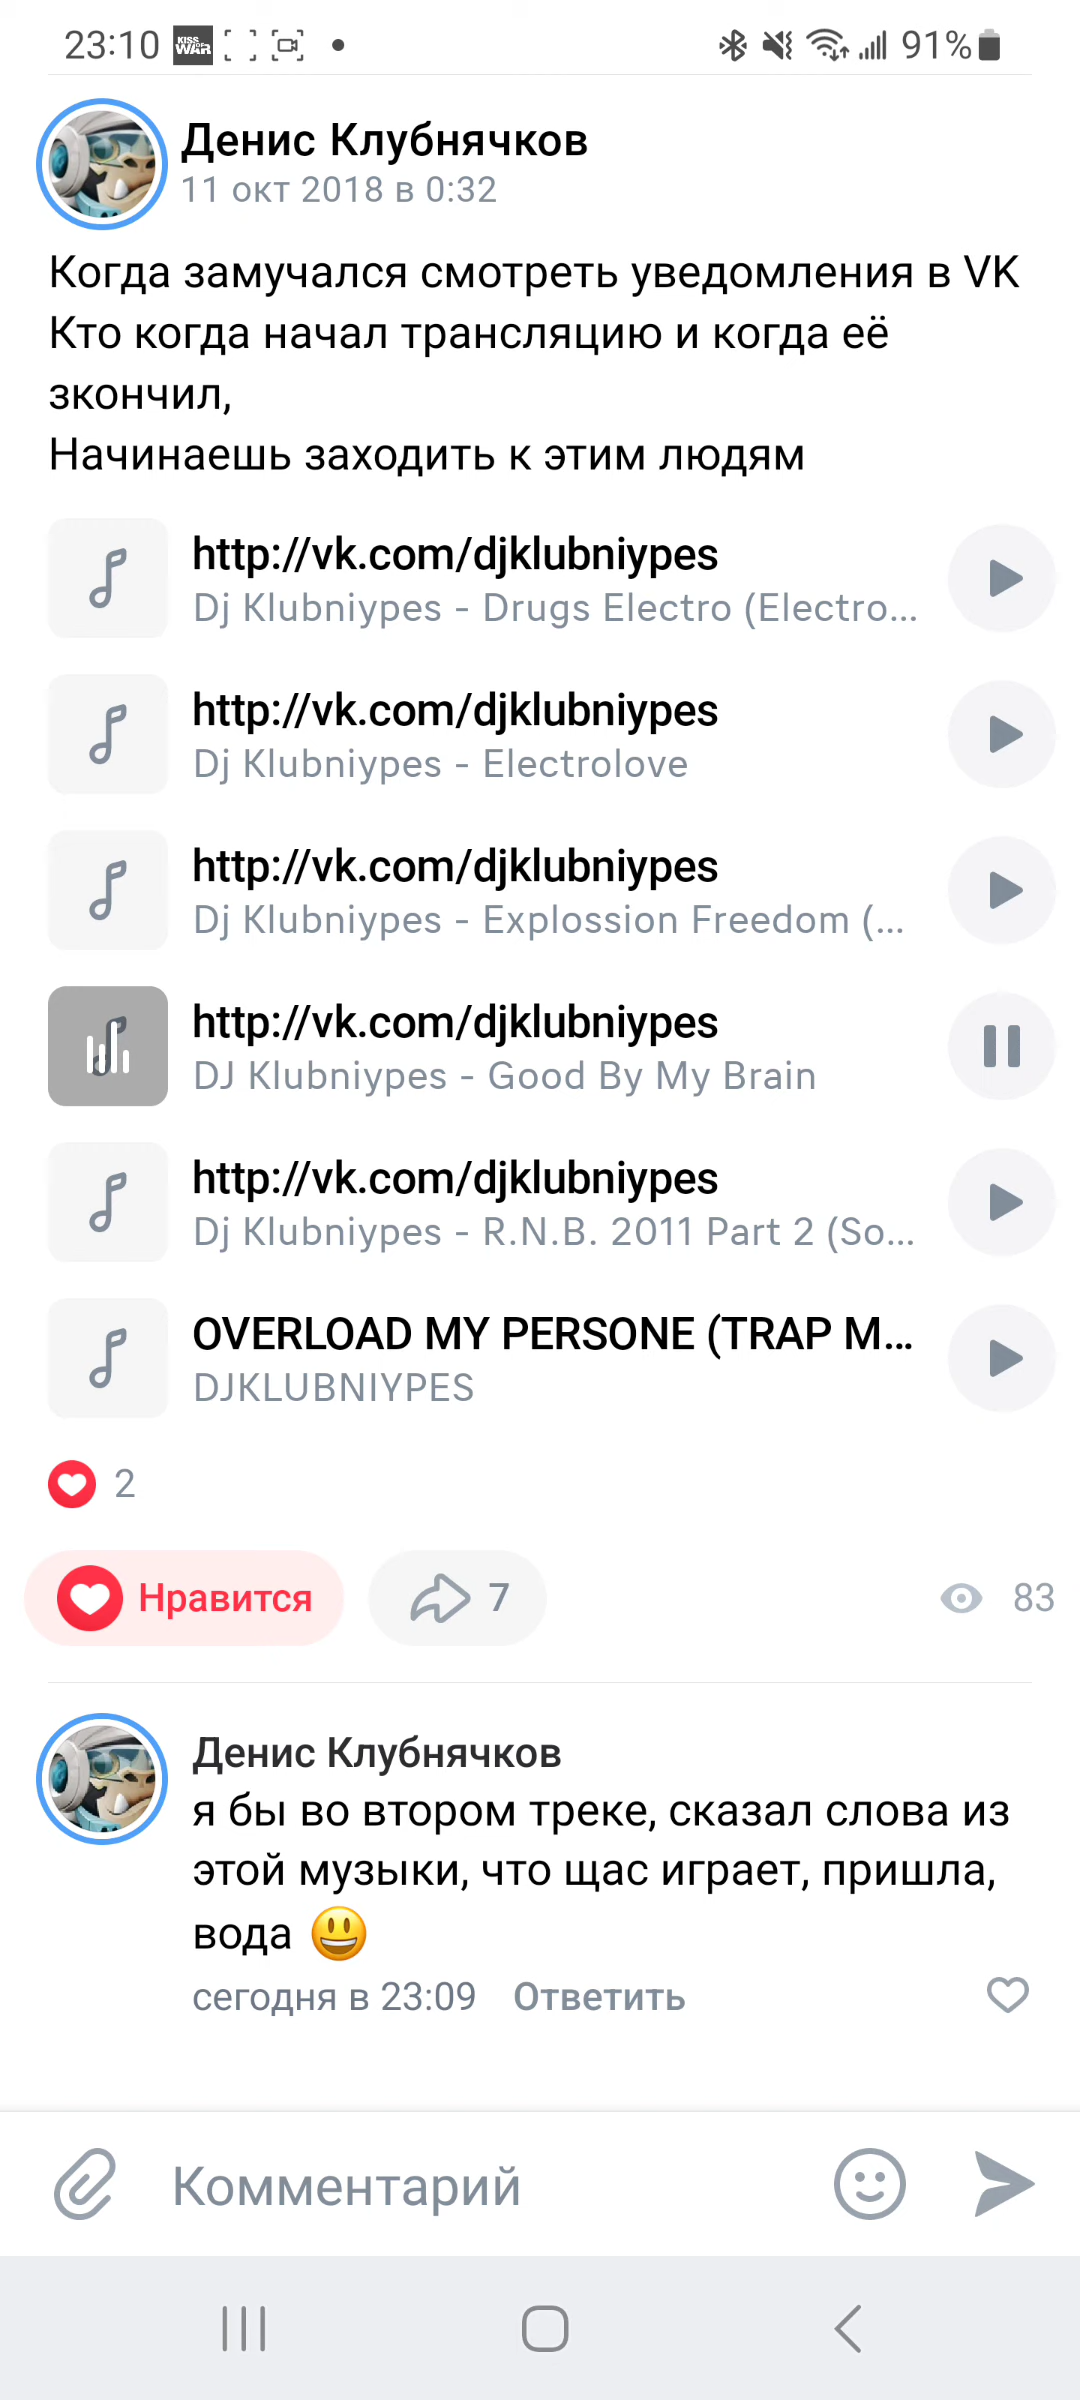 23:10
KISS OF WAR
91%
Денис Клубнячков
11 окт 2018 в 0:32
Когда замучался смотреть уведомления в VK
Кто когда начал трансляцию и когда её
зкончил,
Начинаешь заходить к этим людям
http://vk.com/djklubniypes
Dj Klubniypes - Drugs Electro (Electro...
http://vk.com/djklubniypes
Dj Klubniypes - Electrolove
http://vk.com/djklubniypes
Dj Klubniypes - Explossion Freedom (...
http://vk.com/djklubniypes
DJ Klubniypes - Good By My Brain
http://vk.com/djklubniypes
Dj Klubniypes - R.N.B. 2011 Part 2 (So...
OVERLOAD MY PERSONE (TRAP M...
DJKLUBNIYPES
2
Нравится
7
83
Денис Клубнячков
я бы во втором треке, сказал слова из
этой музыки, что щас играет, пришла,
вода 😃
сегодня в 23:09 Ответить
Комментарий